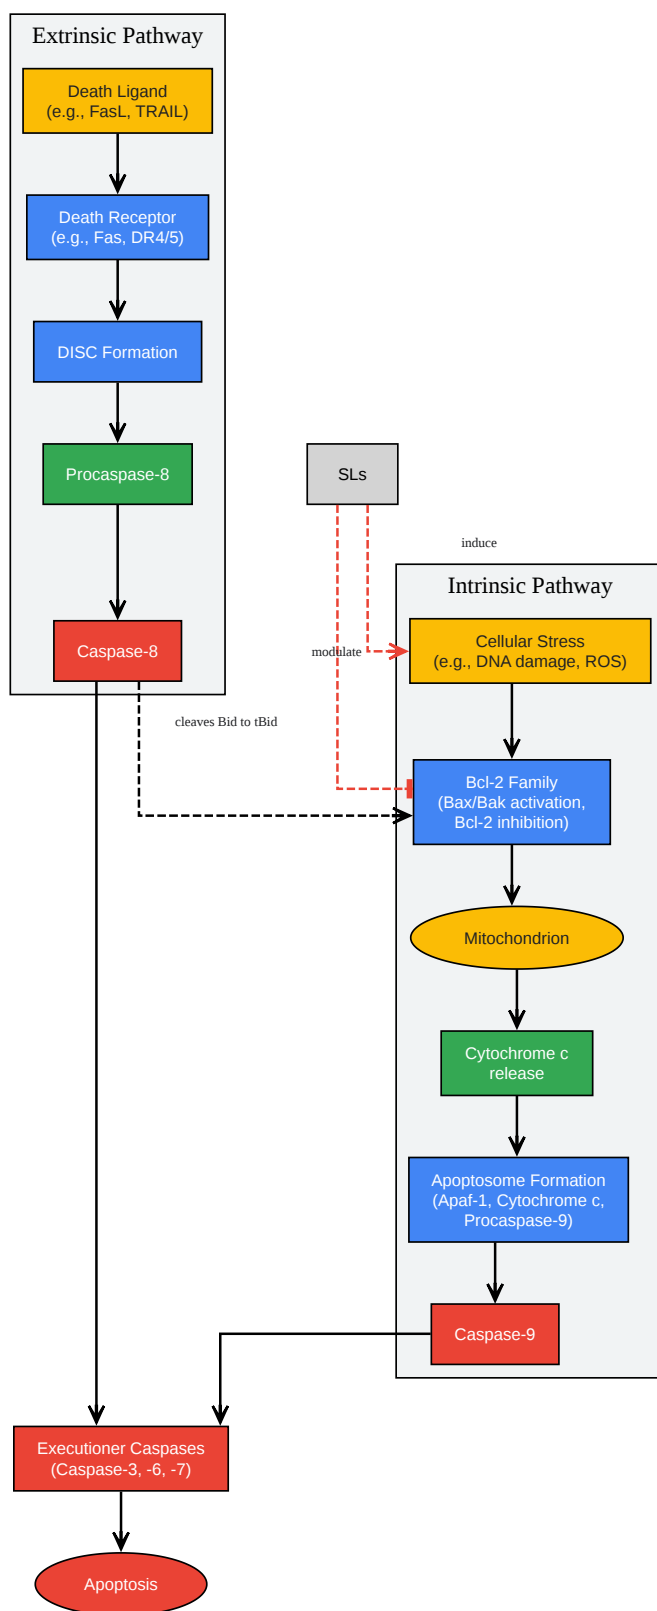 Extrinsic Pathway
Death Ligand
(e.g., FasL, TRAIL)
Death Receptor
(e.g., Fas, DR4/5)
DISC Formation
Procaspase-8
Caspase-8
SLs
induce
modulate
cleaves Bid to tBid
Intrinsic Pathway
Cellular Stress
(e.g., DNA damage, ROS)
Bcl-2 Family
(Bax/Bak activation,
Bcl-2 inhibition)
Mitochondrion
Cytochrome c
release
Apoptosome Formation
(Apaf-1, Cytochrome c,
Procaspase-9)
Caspase-9
Executioner Caspases
(Caspase-3, -6, -7)
Apoptosis